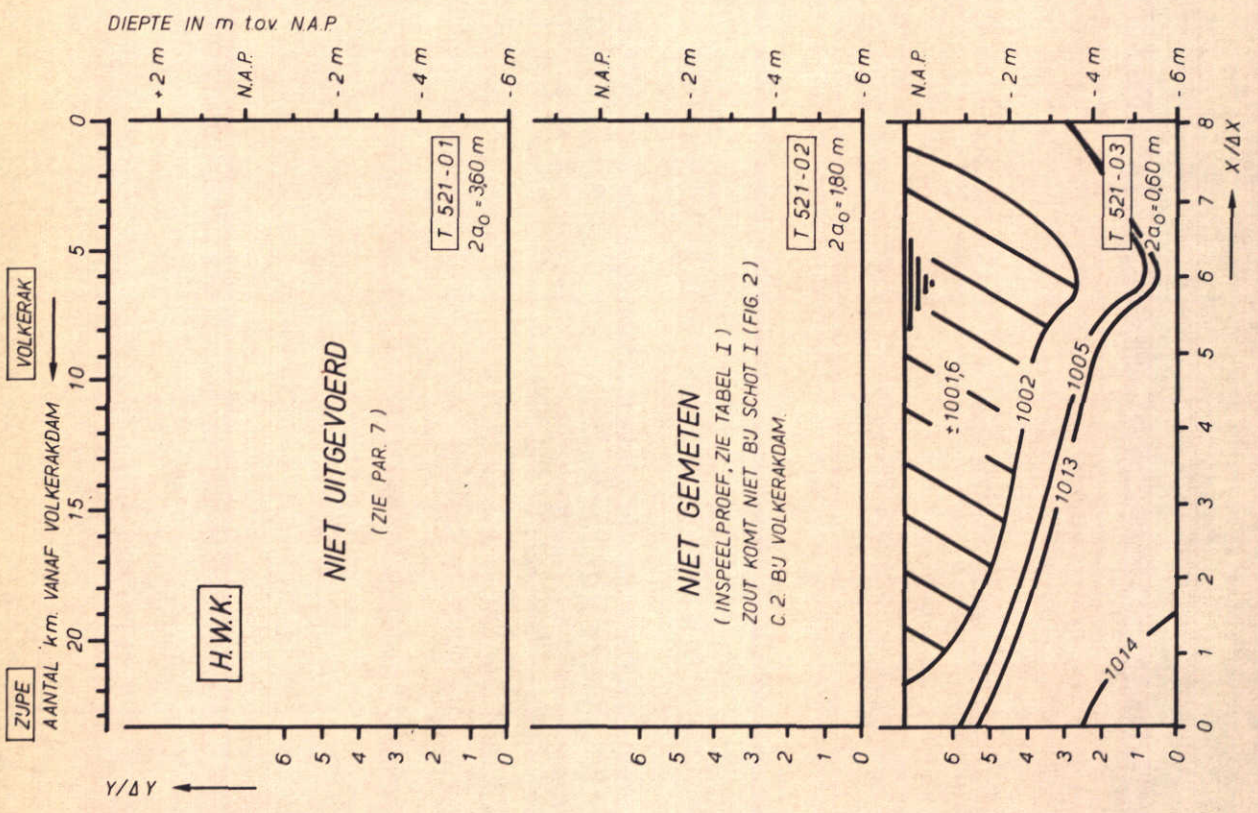 DIEPTE IN m t.o.v. N.A.P.
ZIJPE
VOLKERAK
AANTAL km. VANAF VOLKERAKDAM
20 15 10 5 0
H.W.K.
NIET UITGEVOERD
(ZIE PAR. 7)
T 521-01
2a₀ = 3,60 m
+2 m
N.A.P.
- 2 m
- 4 m
- 6 m
Y/ΔY
6
5
4
3
2
1
0
NIET GEMETEN
(INSPEELPROEF, ZIE TABEL I)
ZOUT KOMT NIET BIJ SCHOT I (FIG. 2)
C. 2. BIJ VOLKERAKDAM.
T 521-02
2a₀ = 1,80 m
N.A.P.
- 2 m
- 4 m
- 6 m
6
5
4
3
2
1
0
±1001,6
1002
1005
1013
1014
T 521-03
2a₀ = 0,60 m
N.A.P.
- 2 m
- 4 m
- 6 m
6
5
4
3
2
1
0
0 1 2 3 4 5 6 7 8
X/ΔX